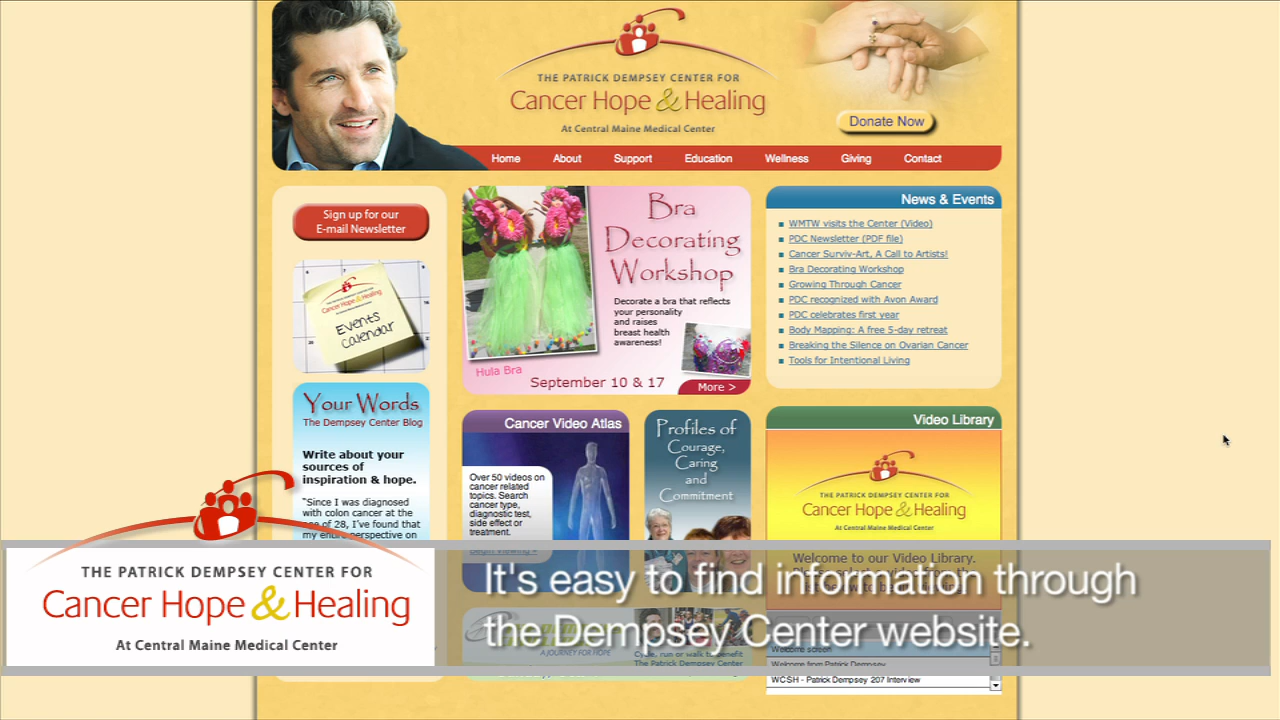 THE PATRICK DEMPSEY CENTER FOR
Cancer Hope & Healing
At Central Maine Medical Center
Donate Now
Home
About
Support
Education
Wellness
Giving
Contact
Sign up for our
E-mail Newsletter
Events
Calendar
Your Words
The Dempsey Center Blog
Write about your
sources of
inspiration & hope.
"Since I was diagnosed
with colon cancer at the
age of 28, I've found that
my entire perspective on
Bra
Decorating
Workshop
Decorate a bra that reflects
your personality
and raises
breast health
awareness!
Hula Bra
September 10 & 17
More >
News & Events
WMTW visits the Center (Video)
PDC Newsletter (PDF file)
Cancer Surviv-Art, A Call to Artists!
Bra Decorating Workshop
Growing Through Cancer
PDC recognized with Avon Award
PDC celebrates first year
Body Mapping: A free 5-day retreat
Breaking the Silence on Ovarian Cancer
Tools for Intentional Living
Cancer Video Atlas
Over 50 videos on
cancer related
topics. Search
cancer type,
diagnostic test,
side effect or
treatment.
Begin Viewing >
Profiles of
Courage,
Caring
and
Commitment
Video Library
THE PATRICK DEMPSEY CENTER FOR
Cancer Hope & Healing
At Central Maine Medical Center
Welcome to our Video Library.
THE PATRICK DEMPSEY CENTER FOR
Cancer Hope & Healing
At Central Maine Medical Center
It's easy to find information through
the Dempsey Center website.
A JOURNEY FOR HOPE
Cycle, run or walk to benefit
The Patrick Dempsey Center
Welcome screen
Welcome from Patrick Dempsey
WCSH - Patrick Dempsey 207 Interview